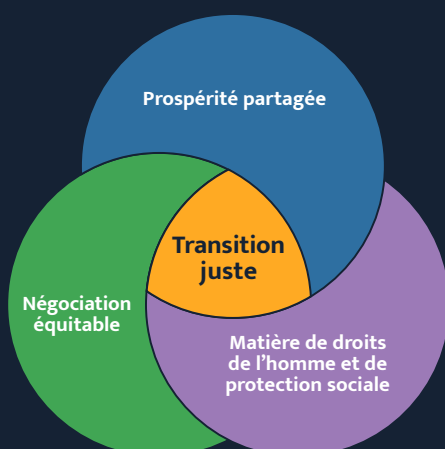 Prospérité partagée
Transition
juste
Négociation
équitable
Matière de droits
de l’homme et de
protection sociale